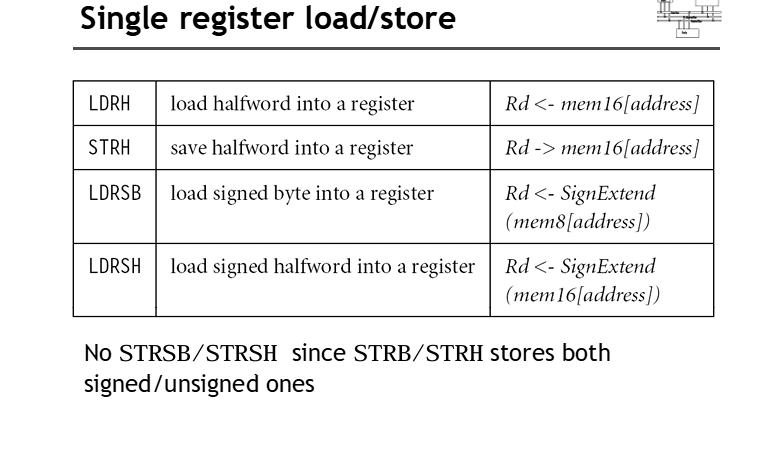 Single register load/store
LDRH load halfword into a register Rd <- mem16[address]
STRH save halfword into a register Rd -> mem16[address]
LDRSB load signed byte into a register Rd <- SignExtend
(mem8[address])
LDRSH load signed halfword into a register Rd <- SignExtend
(mem16[address])
No STRSB/STRSH since STRB/STRH stores both
signed/unsigned ones